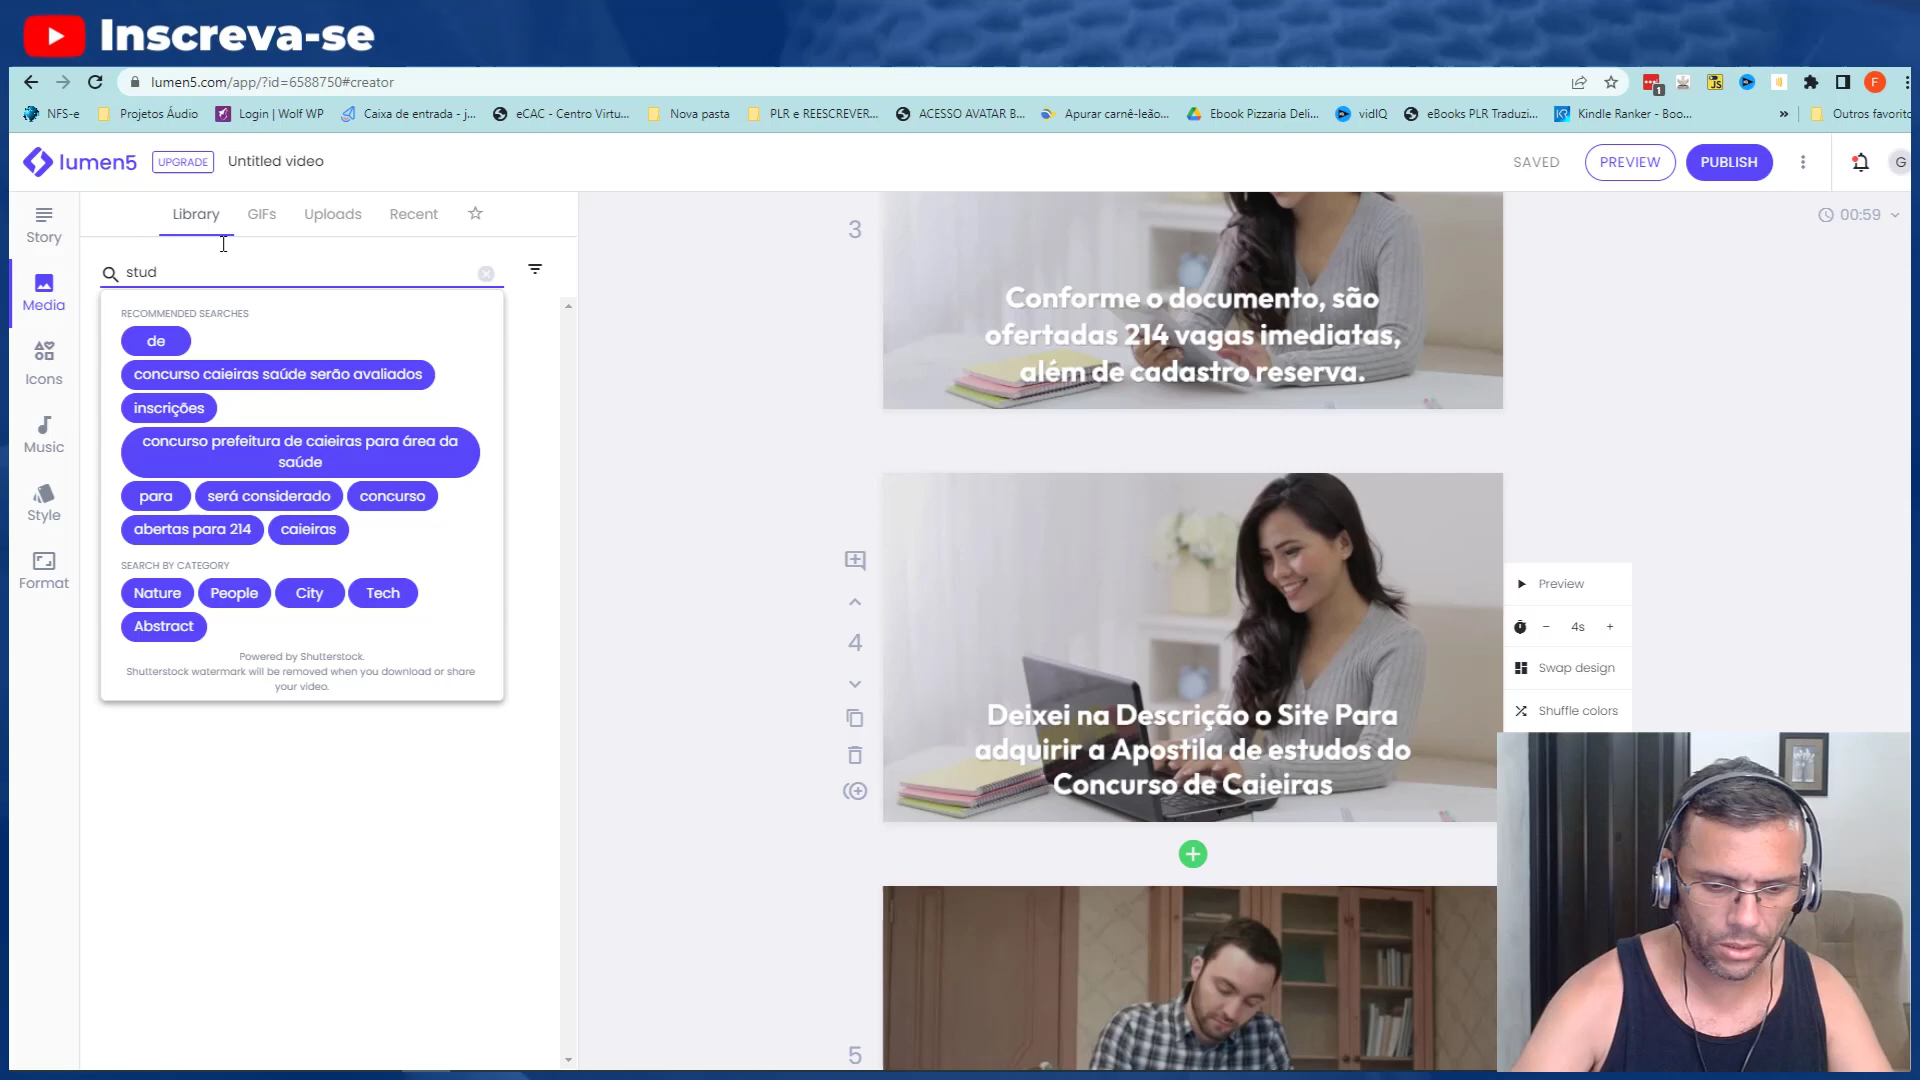 Inscreva-se
lumen5.com/app/?id=6588750#creator
1
JS
F
NFS-e
Projetos Áudio
Login | Wolf WP
Caixa de entrada - j...
eCAC - Centro Virtu...
Nova pasta
PLR e REESCREVER...
ACESSO AVATAR B...
Apurar carnê-leão...
Ebook Pizzaria Deli...
vidIQ
eBooks PLR Traduzi...
KR
Kindle Ranker - Boo...
»
Outros favorito
lumen5
UPGRADE
Untitled video
SAVED
PREVIEW
PUBLISH
G
Story
Media
Icons
Music
Style
Format
Library
GIFs
Uploads
Recent
stud
RECOMMENDED SEARCHES
de
concurso caieiras saúde serão avaliados
inscrições
concurso prefeitura de caieiras para área da
saúde
para
será considerado
concurso
abertas para 214
caieiras
SEARCH BY CATEGORY
Nature
People
City
Tech
Abstract
Powered by Shutterstock.
Shutterstock watermark will be removed when you download or share
your video.
00:59
3
Conforme o documento, são
ofertadas 214 vagas imediatas,
além de cadastro reserva.
4
Deixei na Descrição o Site Para
adquirir a Apostila de estudos do
Concurso de Caieiras
Preview
− 4s +
Swap design
Shuffle colors
5